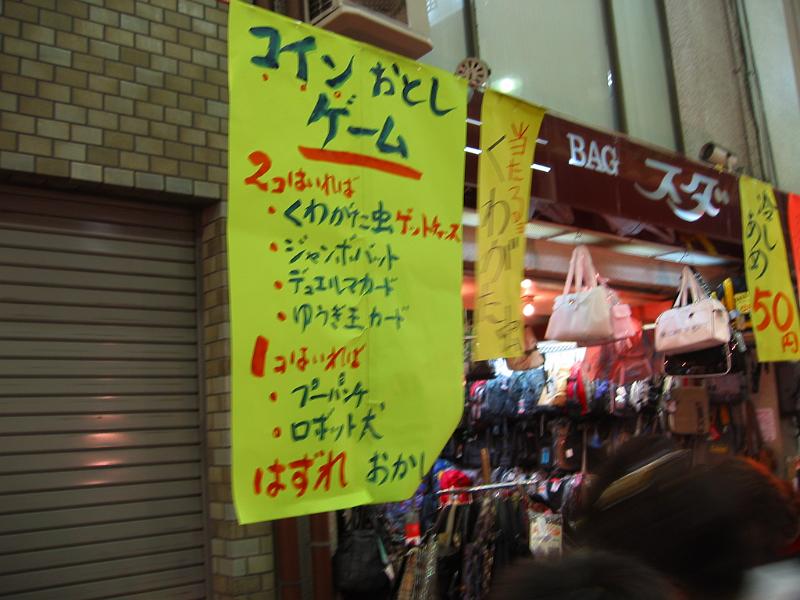 コインおとし
ゲーム
2コはいれば
・くわがた虫ゲットチャンス
・ジャンボバット
・デュエルマカード
・ゆうぎ王カード
1コはいれば
・プーパンチ
・ロボット犬
はずれ おかし
当たるぅ
くわがた虫
BAG スダ
冷しあめ
50円